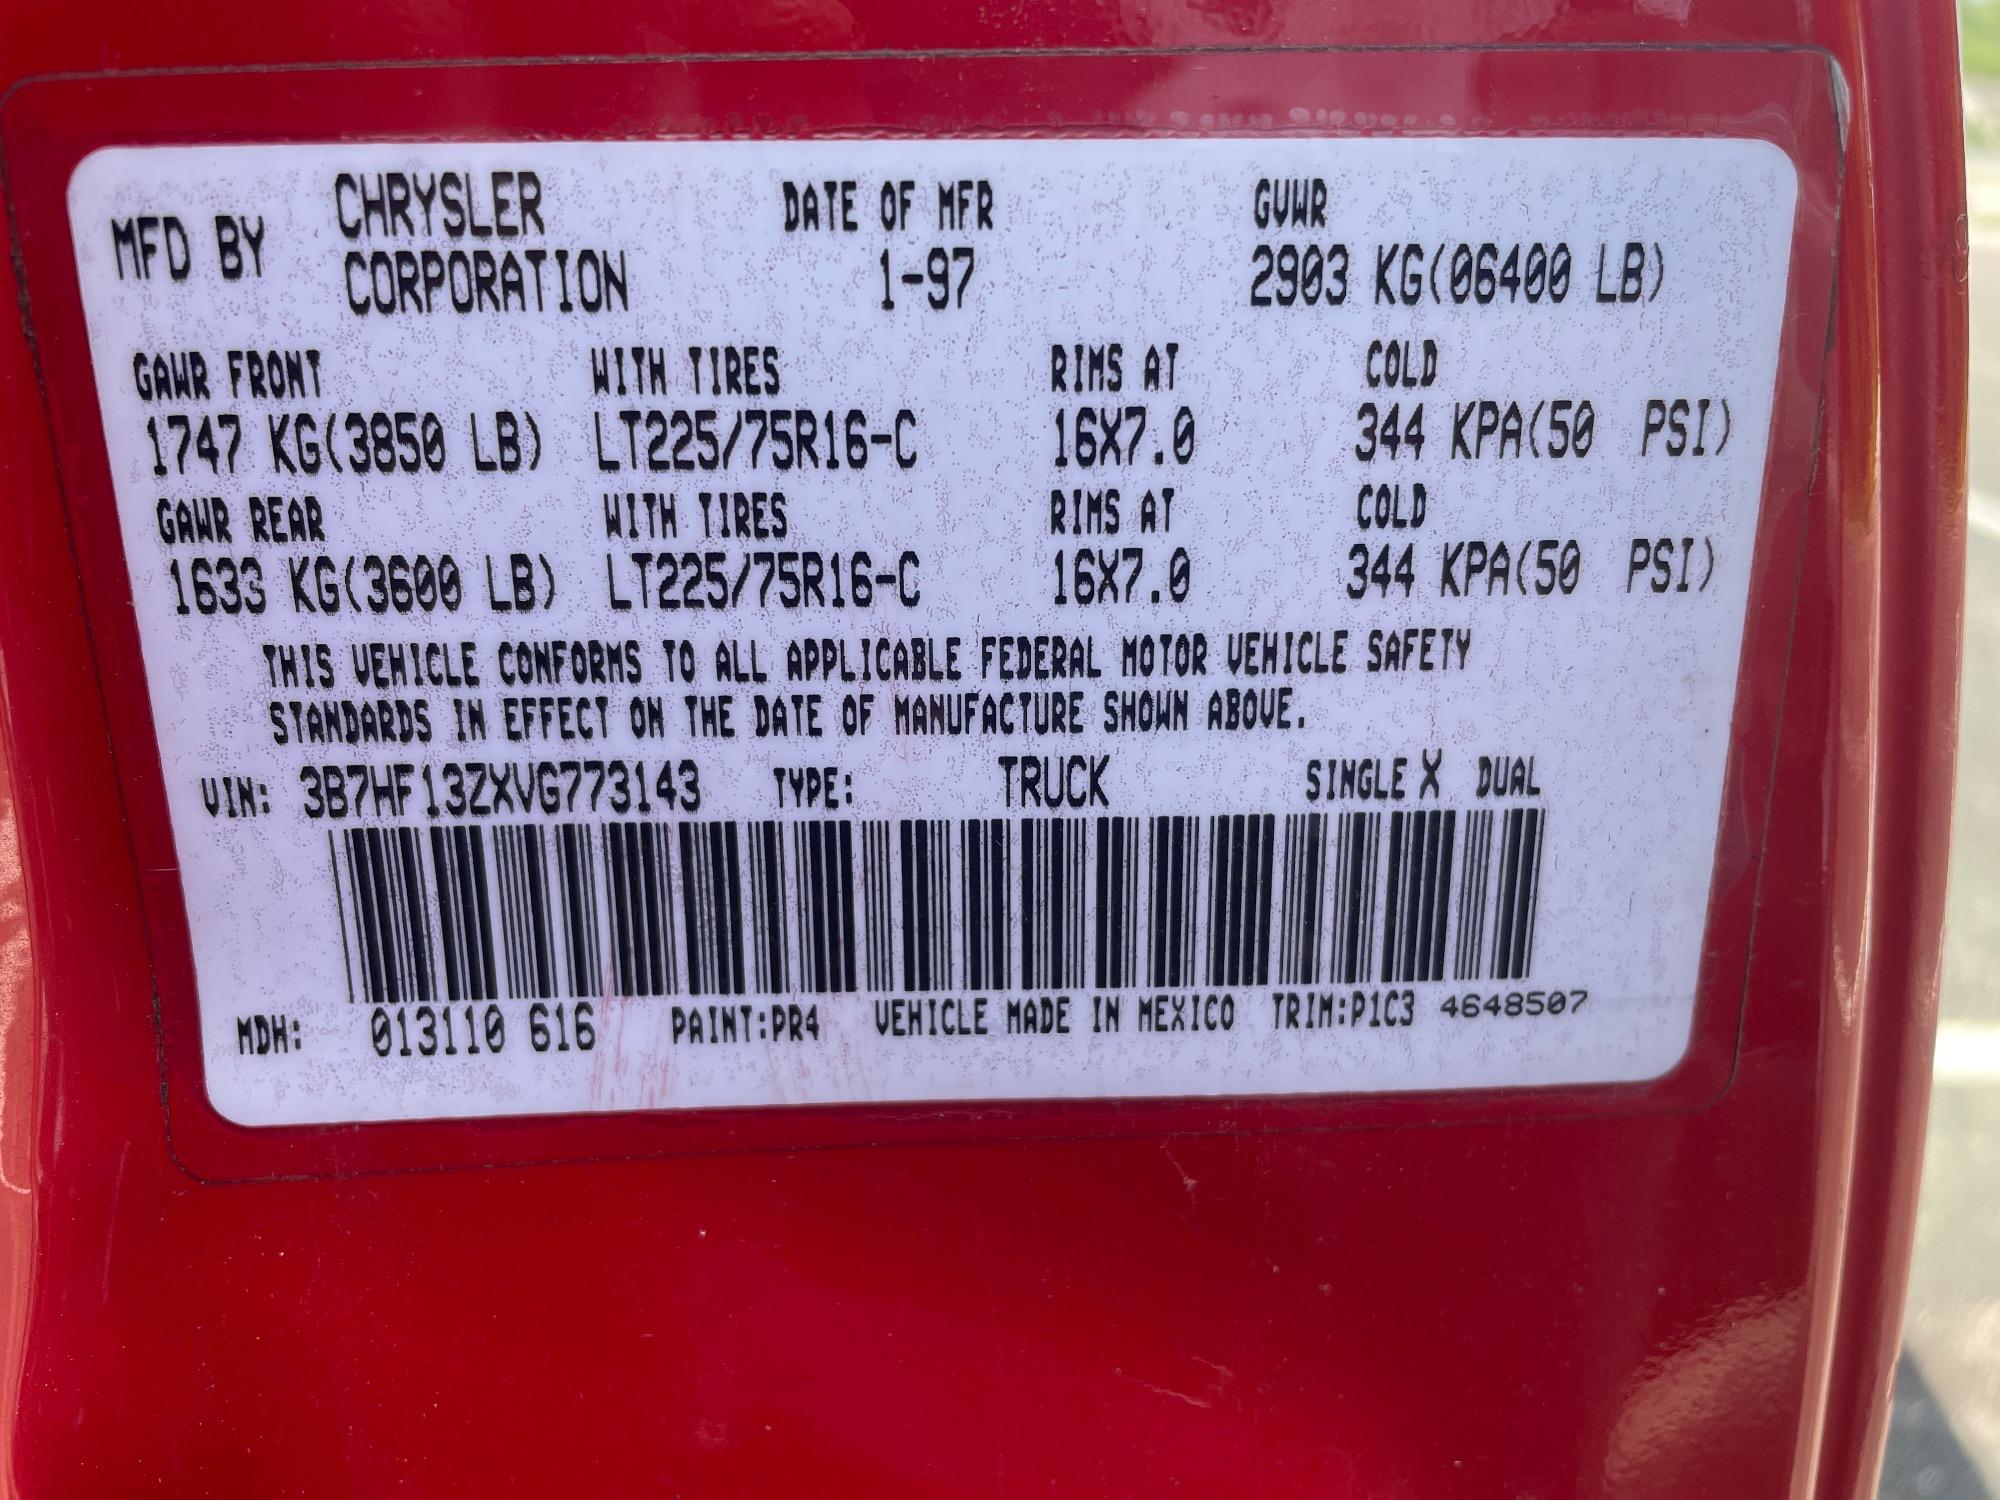 MFD BY CHRYSLER CORPORATION DATE OF MFR 1-97 GVWR 2903 KG(06400 LB)
GAWR FRONT WITH TIRES RIMS AT COLD
1747 KG(3850 LB) LT225/75R16-C 16X7.0 344 KPA(50 PSI)
GAWR REAR WITH TIRES RIMS AT COLD
1633 KG(3600 LB) LT225/75R16-C 16X7.0 344 KPA(50 PSI)
THIS VEHICLE CONFORMS TO ALL APPLICABLE FEDERAL MOTOR VEHICLE SAFETY
STANDARDS IN EFFECT ON THE DATE OF MANUFACTURE SHOWN ABOVE.
VIN: 3B7HF13ZXVG773143 TYPE: TRUCK SINGLE X DUAL
MDH: 013110 616 PAINT:PR4 VEHICLE MADE IN MEXICO TRIM:P1C3 4648507